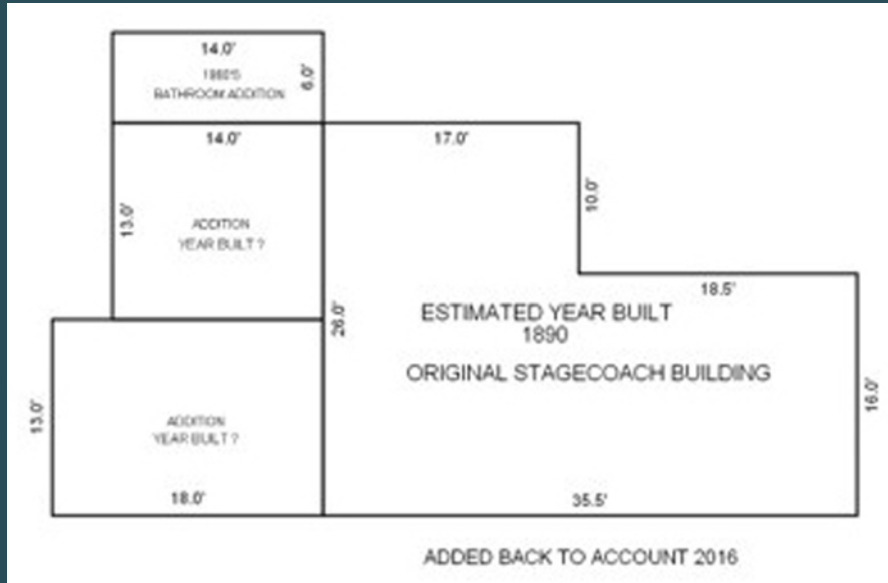 14.0'
6.0'
BATHROOM ADDITION
14.0'
17.0'
13.0'
10.0'
ADDITION
YEAR BUILT ?
18.5'
26.0'
ESTIMATED YEAR BUILT
1890
ORIGINAL STAGECOACH BUILDING
16.0'
13.0'
ADDITION
YEAR BUILT ?
18.0'
35.5'
ADDED BACK TO ACCOUNT 2016